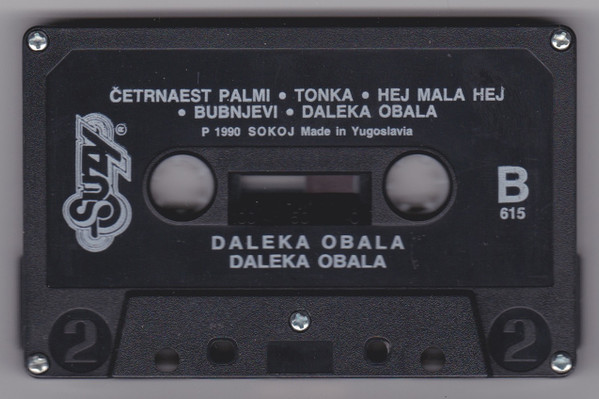 ČETRNAEST PALMI • TONKA • HEJ MALA HEJ
• BUBNJEVI • DALEKA OBALA
P 1990 SOKOJ Made in Yugoslavia
SUZY®
B
615
DALEKA OBALA
DALEKA OBALA
2
2